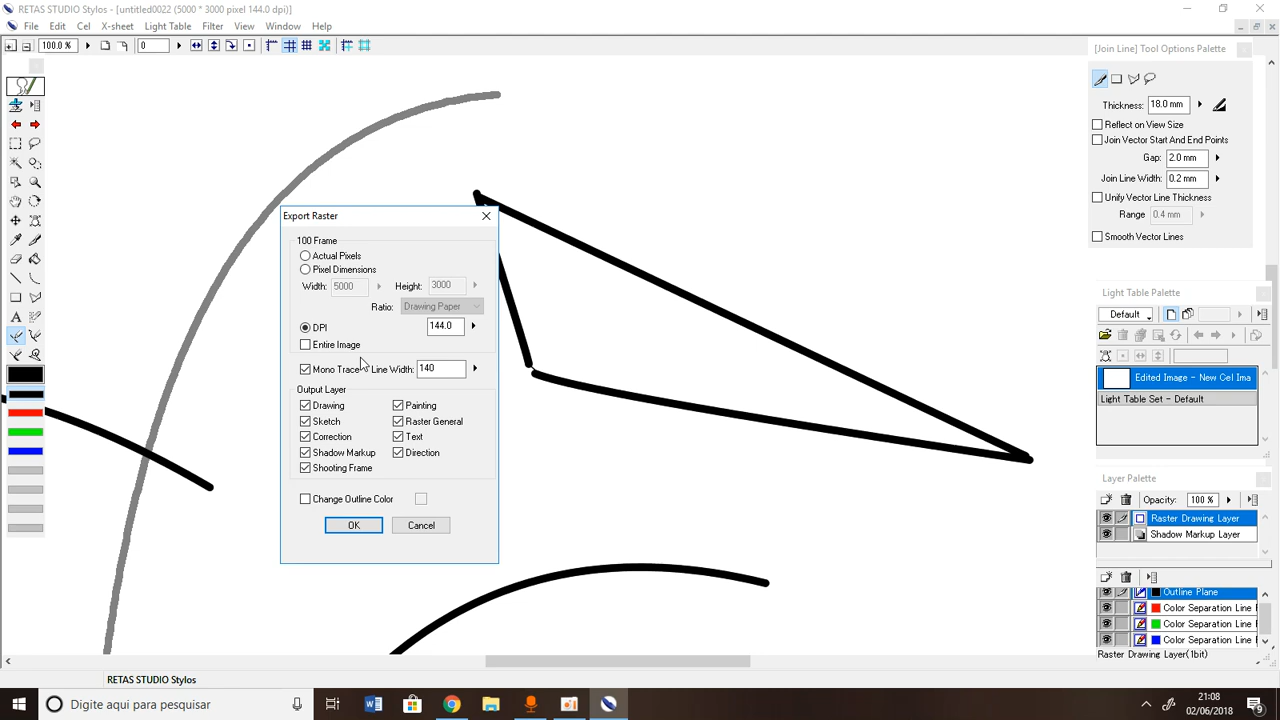 RETAS STUDIO Stylos - [untitled0022 (5000 * 3000 pixel 144.0 dpi)]
File Edit Cel X-sheet Light Table Filter View Window Help
100.0 % 0
[Join Line] Tool Options Palette
Thickness: 18.0 mm
Reflect on View Size
Join Vector Start And End Points
Gap: 2.0 mm
Join Line Width: 0.2 mm
Unify Vector Line Thickness
Range 0.4 mm
Smooth Vector Lines
Export Raster
100 Frame
Actual Pixels
Pixel Dimensions
Width: 5000 Height: 3000
Ratio: Drawing Paper
DPI 144.0
Entire Image
Mono Trace Line Width: 140
Output Layer
Drawing Painting
Sketch Raster General
Correction Text
Shadow Markup Direction
Shooting Frame
Change Outline Color
OK Cancel
Light Table Palette
Default
Edited Image - New Cel Ima
Light Table Set - Default
Layer Palette
Opacity: 100 %
Raster Drawing Layer
Shadow Markup Layer
Outline Plane
Color Separation Line
Color Separation Line
Color Separation Line
Raster Drawing Layer(1bit)
RETAS STUDIO Stylos
Digite aqui para pesquisar
21:08
02/06/2018
9